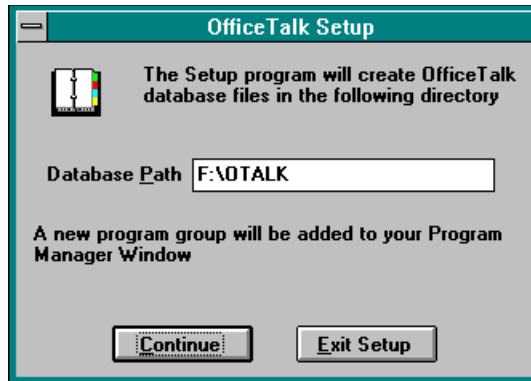 OfficeTalk Setup
The Setup program will create OfficeTalk
database files in the following directory
Database Path F:\OTALK
A new program group will be added to your Program
Manager Window
Continue Exit Setup